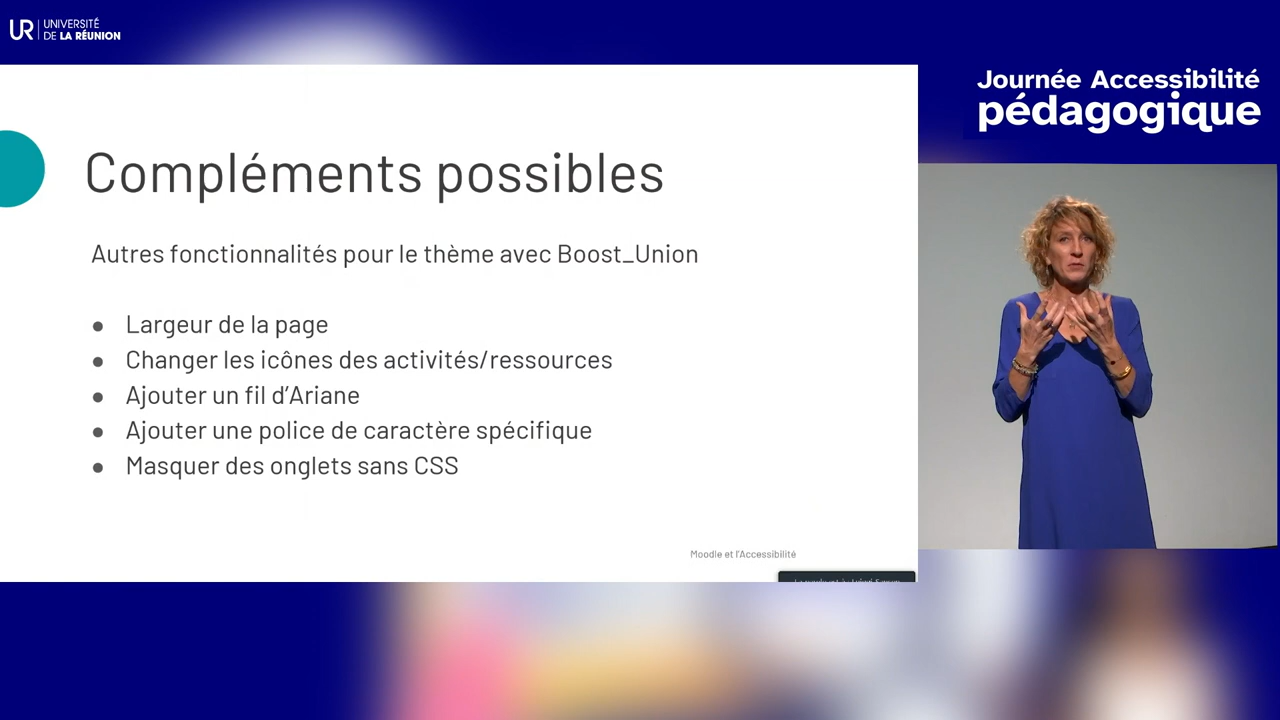 UR UNIVERSITÉ
DE LA RÉUNION
Journée Accessibilité
pédagogique
Compléments possibles
Autres fonctionnalités pour le thème avec Boost_Union
● Largeur de la page
● Changer les icônes des activités/ressources
● Ajouter un fil d’Ariane
● Ajouter une police de caractère spécifique
● Masquer des onglets sans CSS
Moodle et l'Accessibilité